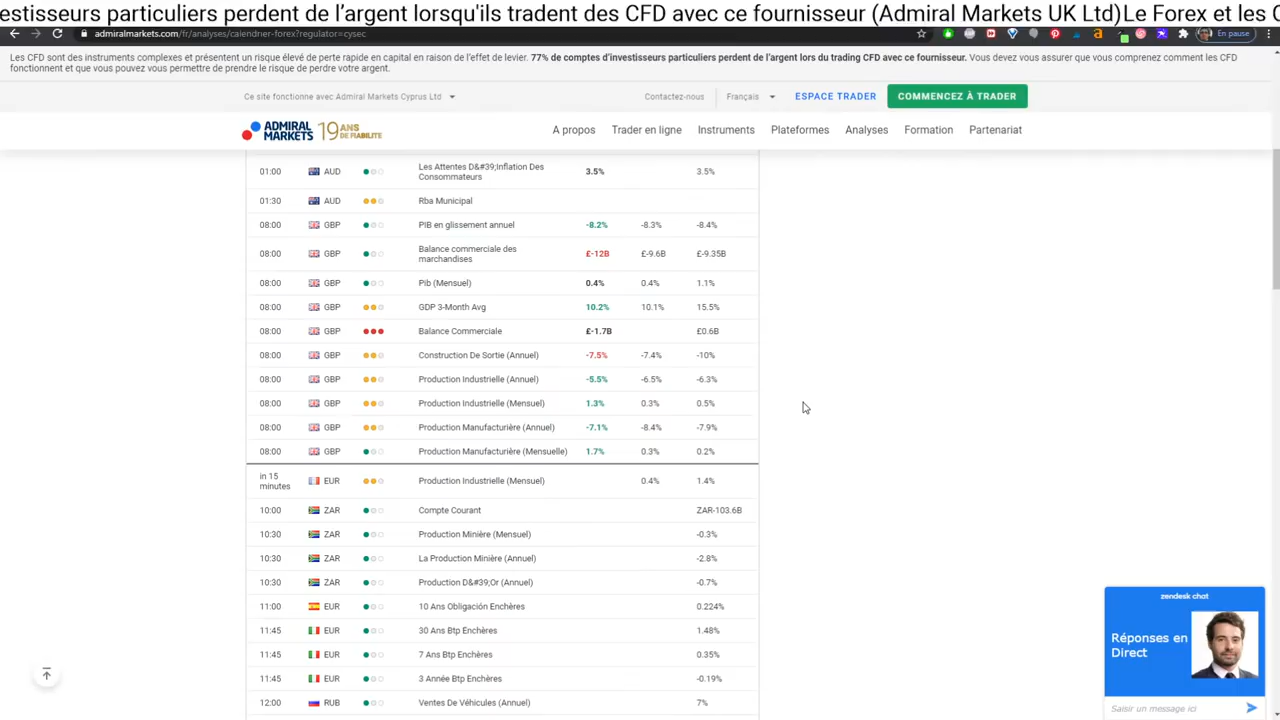 estisseurs particuliers perdent de l’argent lorsqu'ils tradent des CFD avec ce fournisseur (Admiral Markets UK Ltd)Le Forex et les C
admiralmarkets.com/fr/analyses/calendrier-forex?regulator=cysec
En pause
Les CFD sont des instruments complexes et présentent un risque élevé de perte rapide en capital en raison de l'effet de levier. 77% de comptes d'investisseurs particuliers perdent de l'argent lors du trading CFD avec ce fournisseur. Vous devez vous assurer que vous comprenez comment les CFD
fonctionnent et que vous pouvez vous permettre de prendre le risque de perdre votre argent.
Ce site fonctionne avec Admiral Markets Cyprus Ltd
Contactez-nous
Français
ESPACE TRADER
COMMENCEZ À TRADER
ADMIRAL MARKETS 19 ANS DE FIABILITE
A propos
Trader en ligne
Instruments
Plateformes
Analyses
Formation
Partenariat
01:00 AUD Les Attentes D&#39;Inflation Des 3.5% 3.5%
Consommateurs
01:30 AUD Rba Municipal
08:00 GBP PIB en glissement annuel -8.2% -8.3% -8.4%
08:00 GBP Balance commerciale des £-12B £-9.6B £-9.35B
marchandises
08:00 GBP Pib (Mensuel) 0.4% 0.4% 1.1%
08:00 GBP GDP 3-Month Avg 10.2% 10.1% 15.5%
08:00 GBP Balance Commerciale £-1.7B £0.6B
08:00 GBP Construction De Sortie (Annuel) -7.5% -7.4% -10%
08:00 GBP Production Industrielle (Annuel) -5.5% -6.5% -6.3%
08:00 GBP Production Industrielle (Mensuel) 1.3% 0.3% 0.5%
08:00 GBP Production Manufacturière (Annuel) -7.1% -8.4% -7.9%
08:00 GBP Production Manufacturière (Mensuelle) 1.7% 0.3% 0.2%
in 15
minutes EUR Production Industrielle (Mensuel) 0.4% 1.4%
10:00 ZAR Compte Courant ZAR-103.6B
10:30 ZAR Production Minière (Mensuel) -0.3%
10:30 ZAR La Production Minière (Annuel) -2.8%
10:30 ZAR Production D&#39;Or (Annuel) -0.7%
11:00 EUR 10 Ans Obligación Enchères 0.224%
11:45 EUR 30 Ans Btp Enchères 1.48%
11:45 EUR 7 Ans Btp Enchères 0.35%
11:45 EUR 3 Année Btp Enchères -0.19%
12:00 RUB Ventes De Véhicules (Annuel) 7%
zendesk chat
Réponses en
Direct
Saisir un message ici